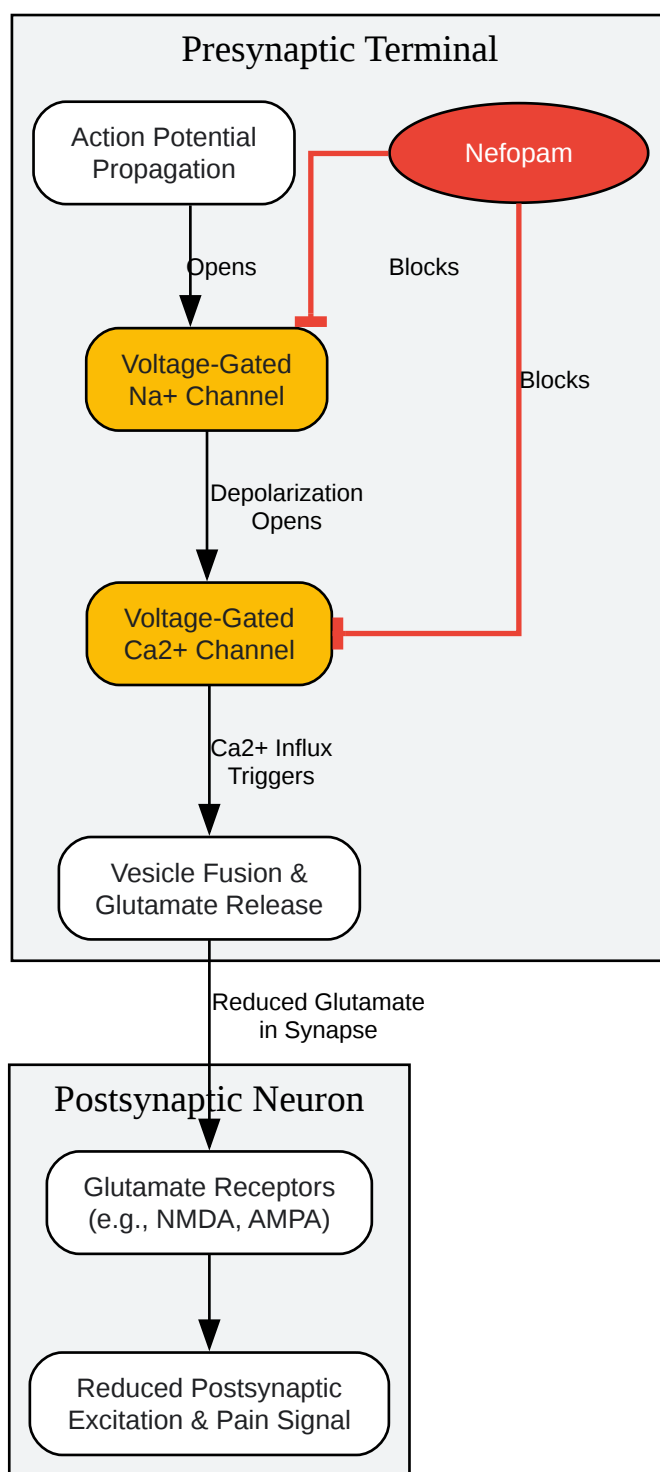 Presynaptic Terminal
Action Potential
Propagation
Nefopam
Opens
Blocks
Voltage-Gated
Na+ Channel
Blocks
Depolarization
Opens
Voltage-Gated
Ca2+ Channel
Ca2+ Influx
Triggers
Vesicle Fusion &
Glutamate Release
Reduced Glutamate
in Synapse
Postsynaptic Neuron
Glutamate Receptors
(e.g., NMDA, AMPA)
Reduced Postsynaptic
Excitation & Pain Signal